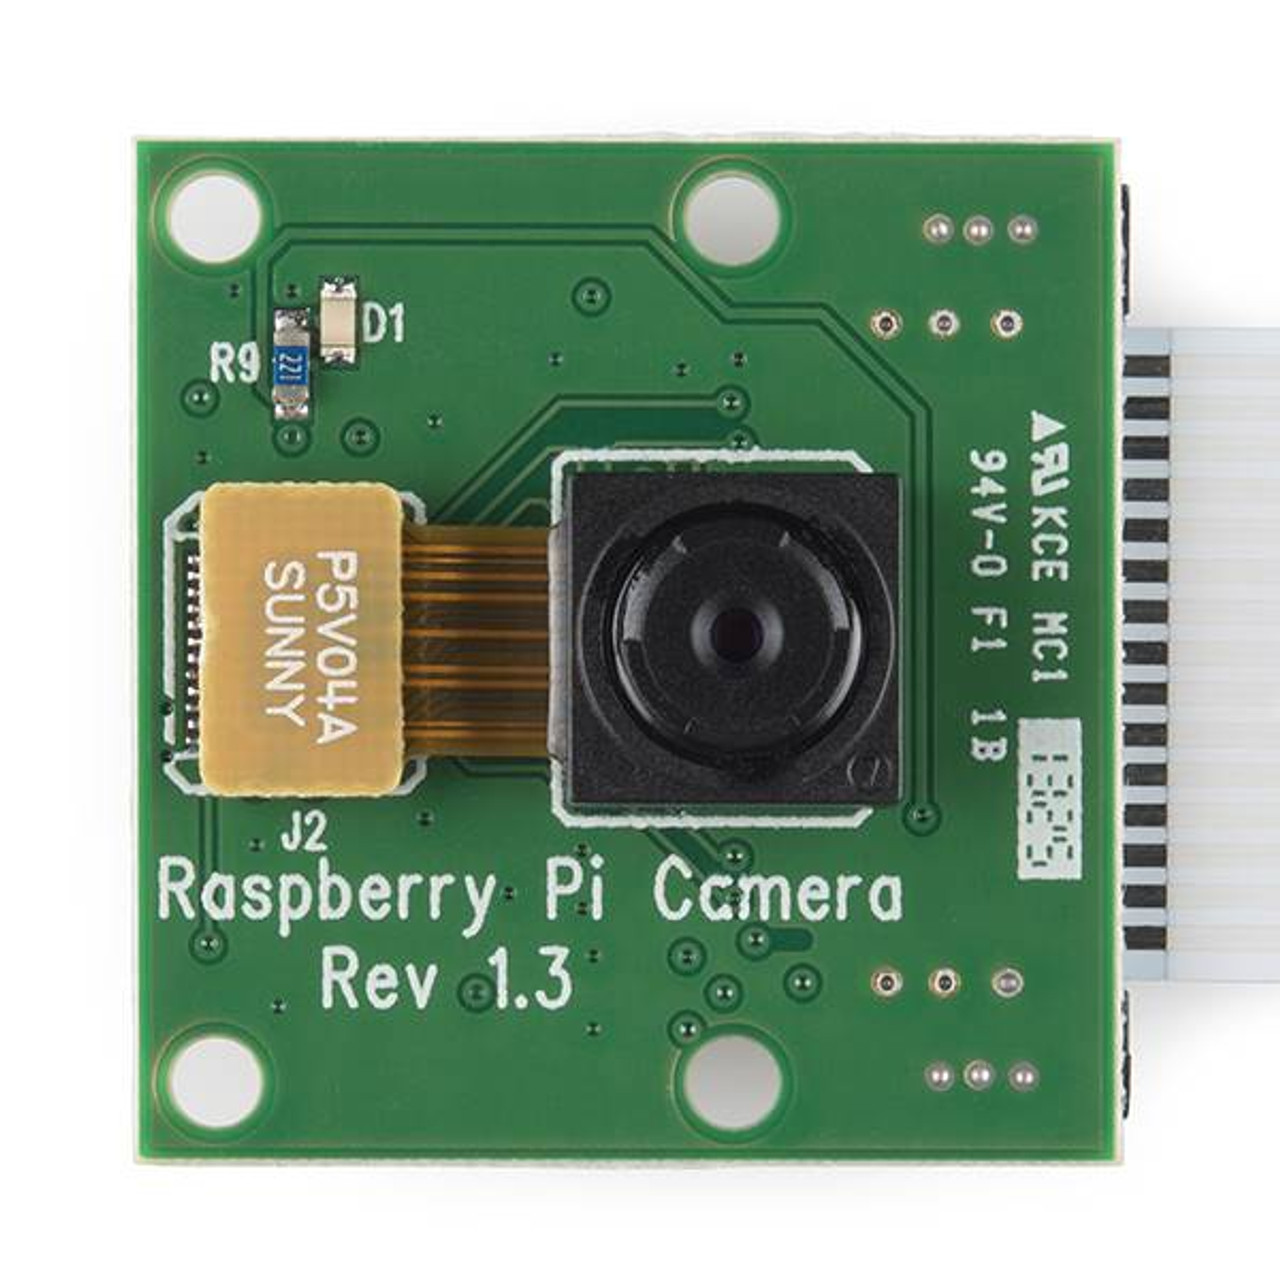 D1
R9
221
P5V04A
SUNNY
KCE MC1
94V-0 F1 1B
J2
Raspberry Pi Camera
Rev 1.3